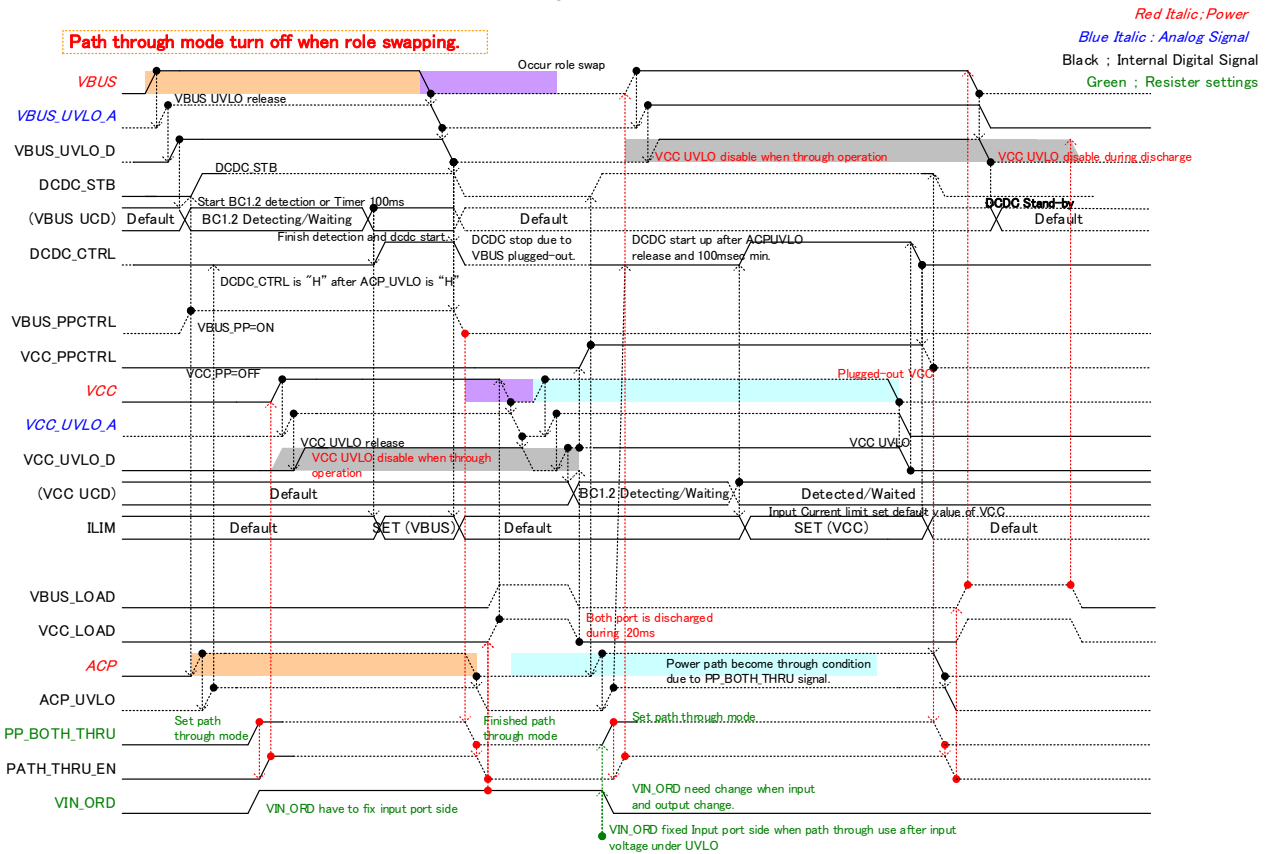 Red Italic; Power
Blue Italic : Analog Signal
Black ; Internal Digital Signal
Green ; Resister settings
Path through mode turn off when role swapping.
Occur role swap
VBUS
VBUS UVLO release
VBUS_UVLO_A
VBUS_UVLO_D
VCC UVLO disable when through operation
VCC UVLO disable during discharge
DCDC_STB
DCDC_STB
Start BC1.2 detection or Timer 100ms
DCDC Stand-by
(VBUS UCD)
Default
BC1.2 Detecting/Waiting
Default
Default
Finish detection and dcdc start.
DCDC_CTRL
DCDC stop due to
VBUS plugged-out.
DCDC start up after ACPUVLO
release and 100msec min.
DCDC_CTRL is "H" after ACP_UVLO is "H"
VBUS_PPCTRL
VBUS_PP=ON
VCC_PPCTRL
VCC_PP=OFF
Plugged-out VCC
VCC
VCC_UVLO_A
VCC UVLO release
VCC UVLO
VCC_UVLO_D
VCC UVLO disable when through
operation
(VCC UCD)
Default
BC1.2 Detecting/Waiting
Detected/Waited
Input Current limit set default value of VCC
ILIM
Default
SET (VBUS)
Default
SET (VCC)
Default
VBUS_LOAD
VCC_LOAD
Both port is discharged
during 20ms
ACP
Power path become through condition
due to PP_BOTH_THRU signal.
ACP_UVLO
PP_BOTH_THRU
Set path
through mode
Finished path
through mode
Set path through mode
PATH_THRU_EN
VIN_ORD
VIN_ORD have to fix input port side
VIN_ORD need change when input
and output change.
VIN_ORD fixed Input port side when path through use after input
voltage under UVLO